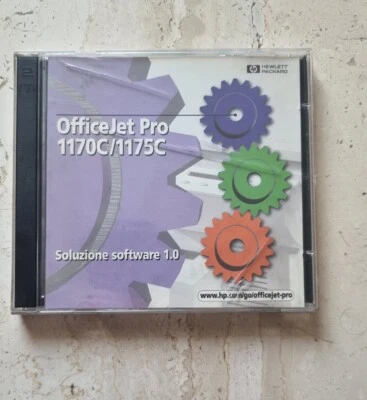 HEWLETT
PACKARD
OfficeJet Pro
1170C/1175C
Soluzione software 1.0
www.hp.com/go/officejet-pro